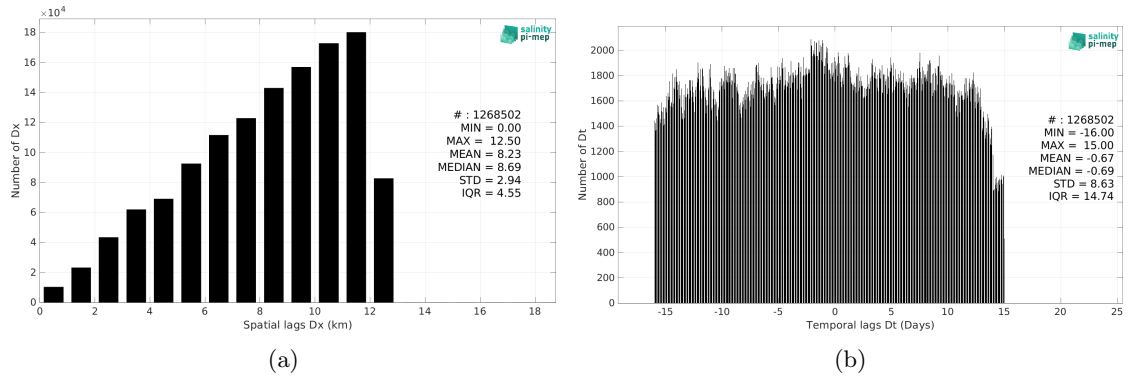 ×10⁴
18
16
14
12
10
8
6
4
2
0
Number of Dx
0 2 4 6 8 10 12 14 16 18
Spatial lags Dx (km)
salinity
pi-mep
# : 1268502
MIN = 0.00
MAX = 12.50
MEAN = 8.23
MEDIAN = 8.69
STD = 2.94
IQR = 4.55
(a)
2000
1800
1600
1400
1200
1000
800
600
400
200
0
Number of Dt
-15 -10 -5 0 5 10 15 20 25
Temporal lags Dt (Days)
salinity
pi-mep
# : 1268502
MIN = -16.00
MAX = 15.00
MEAN = -0.67
MEDIAN = -0.69
STD = 8.63
IQR = 14.74
(b)